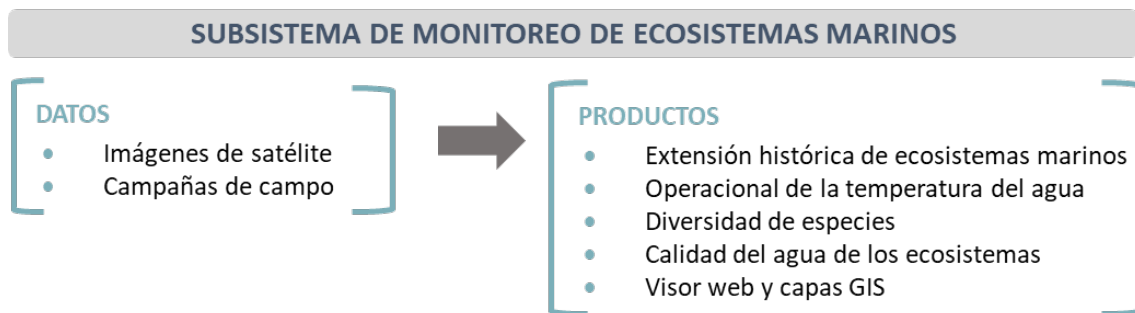 SUBSISTEMA DE MONITOREO DE ECOSISTEMAS MARINOS
DATOS
• Imágenes de satélite
• Campañas de campo
PRODUCTOS
• Extensión histórica de ecosistemas marinos
• Operacional de la temperatura del agua
• Diversidad de especies
• Calidad del agua de los ecosistemas
• Visor web y capas GIS